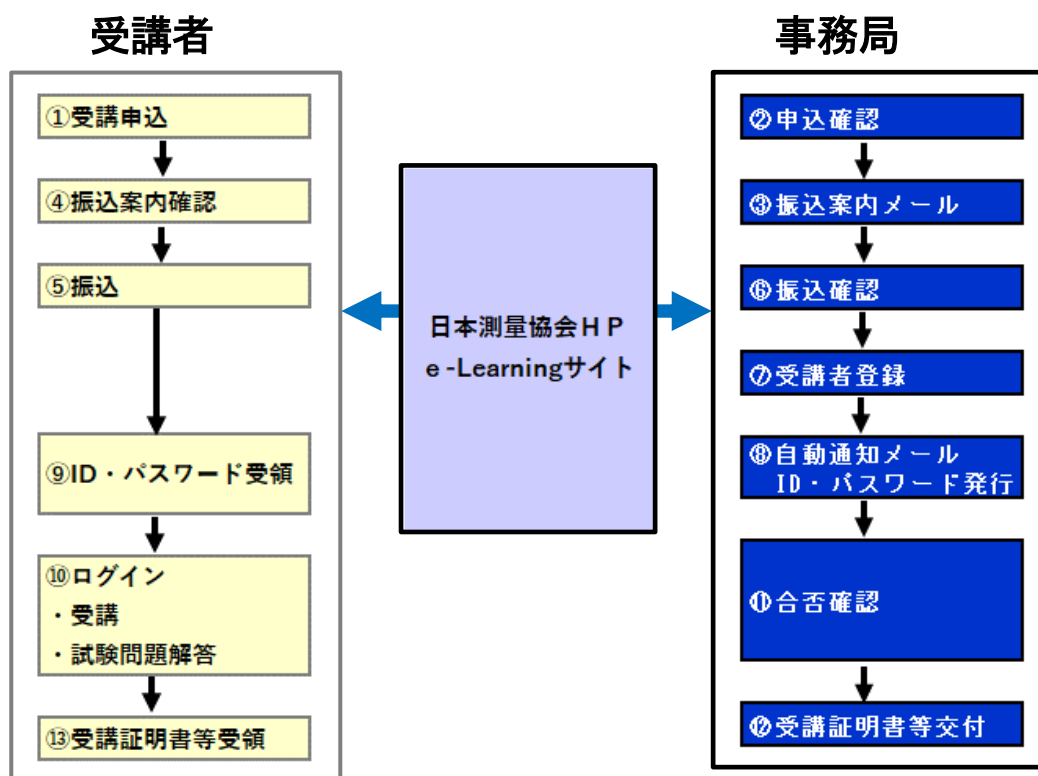 受講者
①受講申込
④振込案内確認
⑤振込
⑨ID・パスワード受領
⑩ログイン
・受講
・試験問題解答
⑬受講証明書等受領
日本測量協会ＨＰ
ｅ-Learningサイト
事務局
②申込確認
③振込案内メール
⑥振込確認
⑦受講者登録
⑧自動通知メール
ID・パスワード発行
⑪合否確認
⑫受講証明書等交付